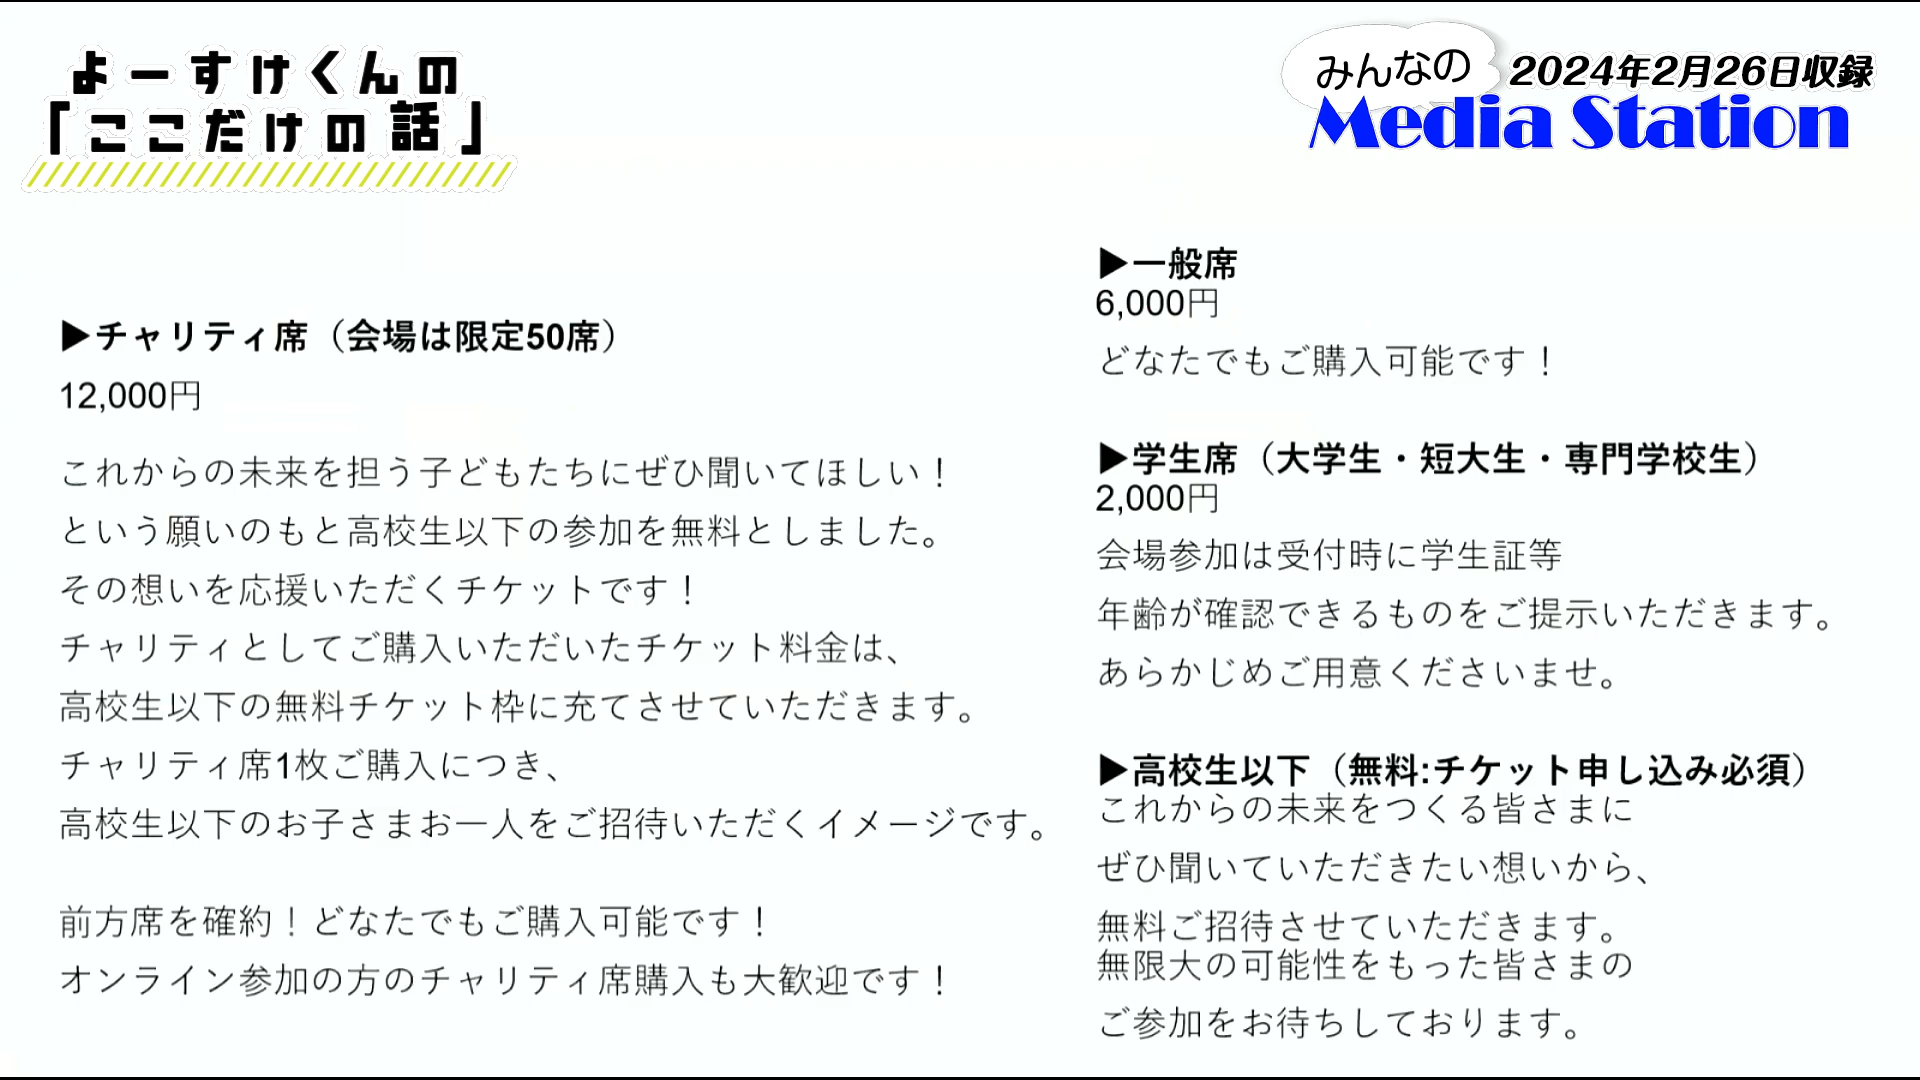 よーすけくんの
「ここだけの話」
みんなの
2024年2月26日収録
Media Station
▶チャリティ席（会場は限定50席）
12,000円
これからの未来を担う子どもたちにぜひ聞いてほしい！
という願いのもと高校生以下の参加を無料としました。
その想いを応援いただくチケットです！
チャリティとしてご購入いただいたチケット料金は、
高校生以下の無料チケット枠に充てさせていただきます。
チャリティ席1枚ご購入につき、
高校生以下のお子さまお一人をご招待いただくイメージです。
前方席を確約！どなたでもご購入可能です！
オンライン参加の方のチャリティ席購入も大歓迎です！
▶一般席
6,000円
どなたでもご購入可能です！
▶学生席（大学生・短大生・専門学校生）
2,000円
会場参加は受付時に学生証等
年齢が確認できるものをご提示いただきます。
あらかじめご用意くださいませ。
▶高校生以下（無料:チケット申し込み必須）
これからの未来をつくる皆さまに
ぜひ聞いていただきたい想いから、
無料ご招待させていただきます。
無限大の可能性をもった皆さまの
ご参加をお待ちしております。